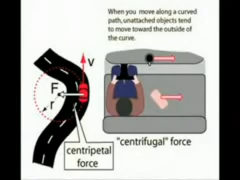 When you move along a curved
path, unattached objects tend
to move toward the outside of
the curve.
v
F
r
centripetal
force
"centrifugal" force